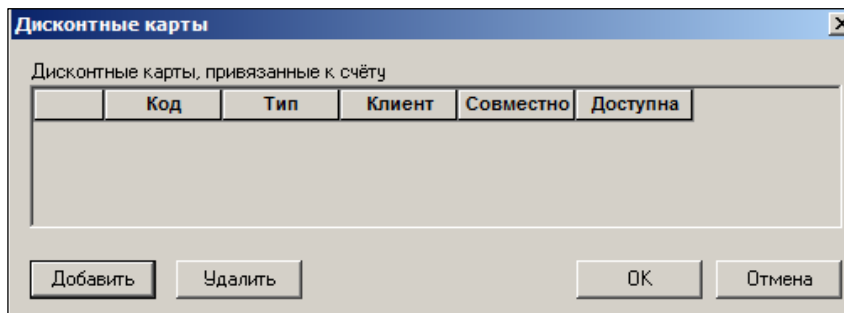 Дисконтные карты
Дисконтные карты, привязанные к счёту
Код Тип Клиент Совместно Доступна
Добавить Удалить OK Отмена